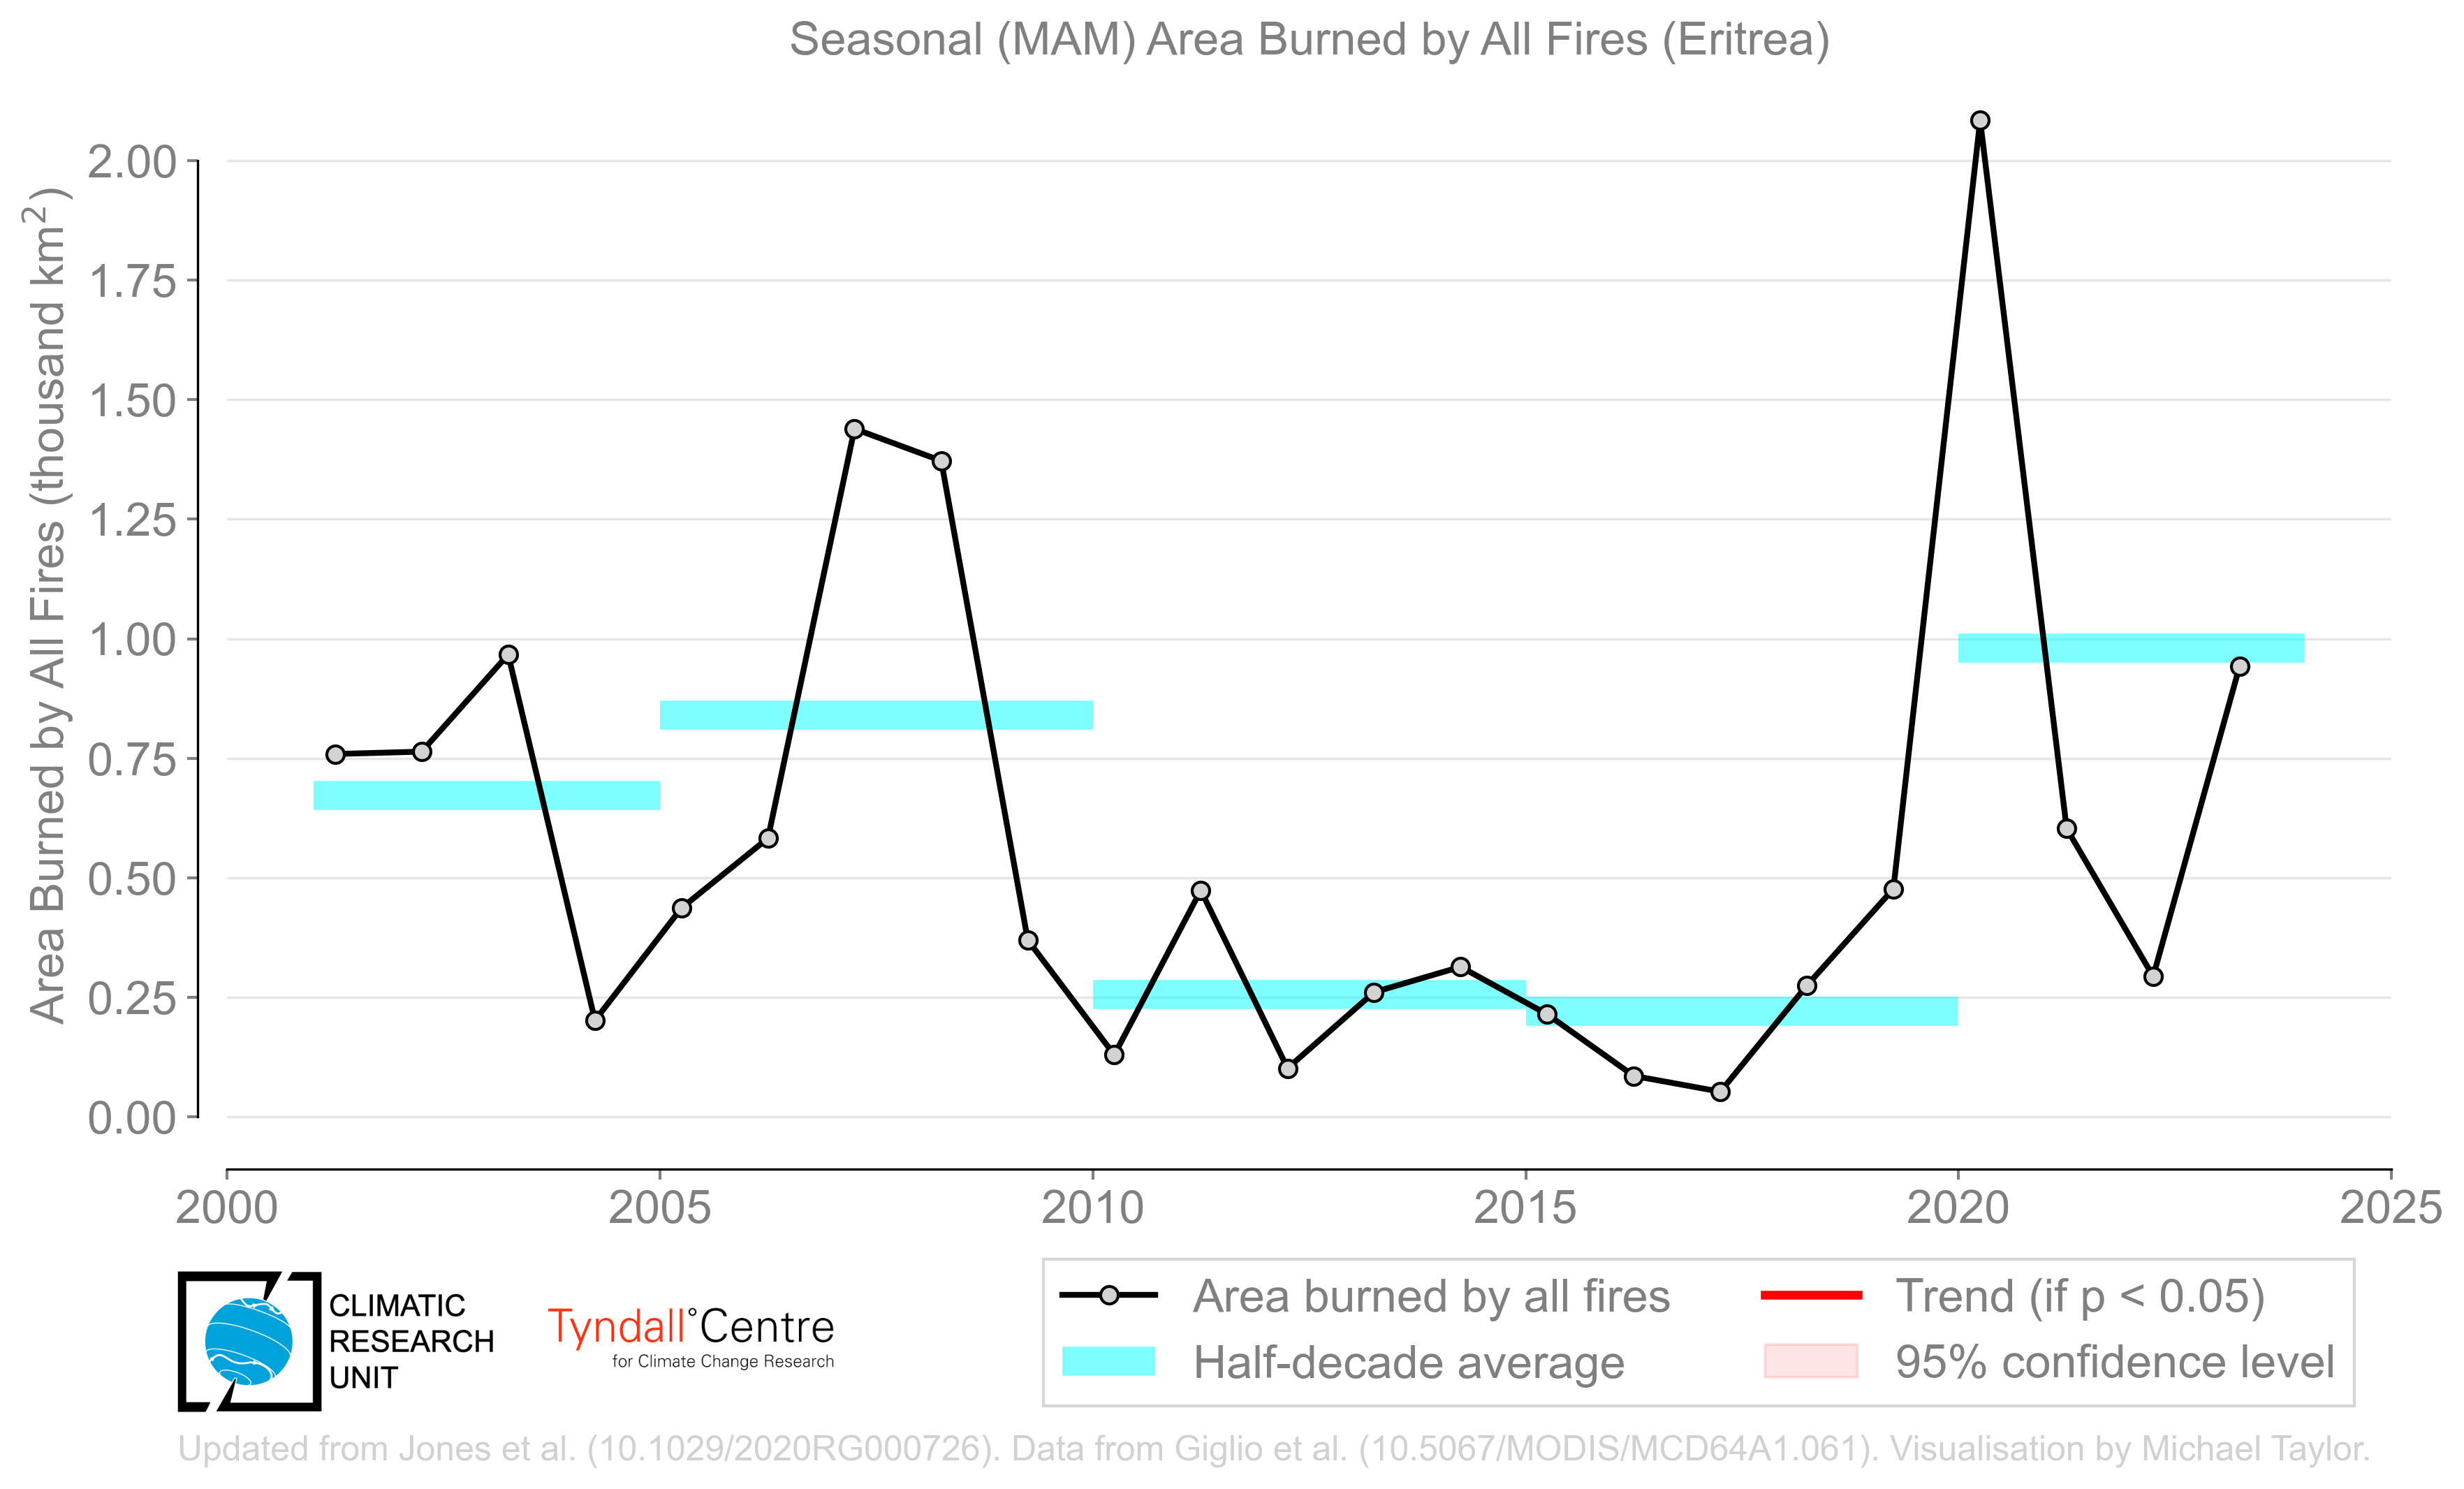 Seasonal (MAM) Area Burned by All Fires (Eritrea)
Area Burned by All Fires (thousand km²)
2.00
1.75
1.50
1.25
1.00
0.75
0.50
0.25
0.00
2000 2005 2010 2015 2020 2025
CLIMATIC
RESEARCH
UNIT
Tyndall°Centre
for Climate Change Research
Area burned by all fires
Half-decade average
Trend (if p < 0.05)
95% confidence level
Updated from Jones et al. (10.1029/2020RG000726). Data from Giglio et al. (10.5067/MODIS/MCD64A1.061). Visualisation by Michael Taylor.